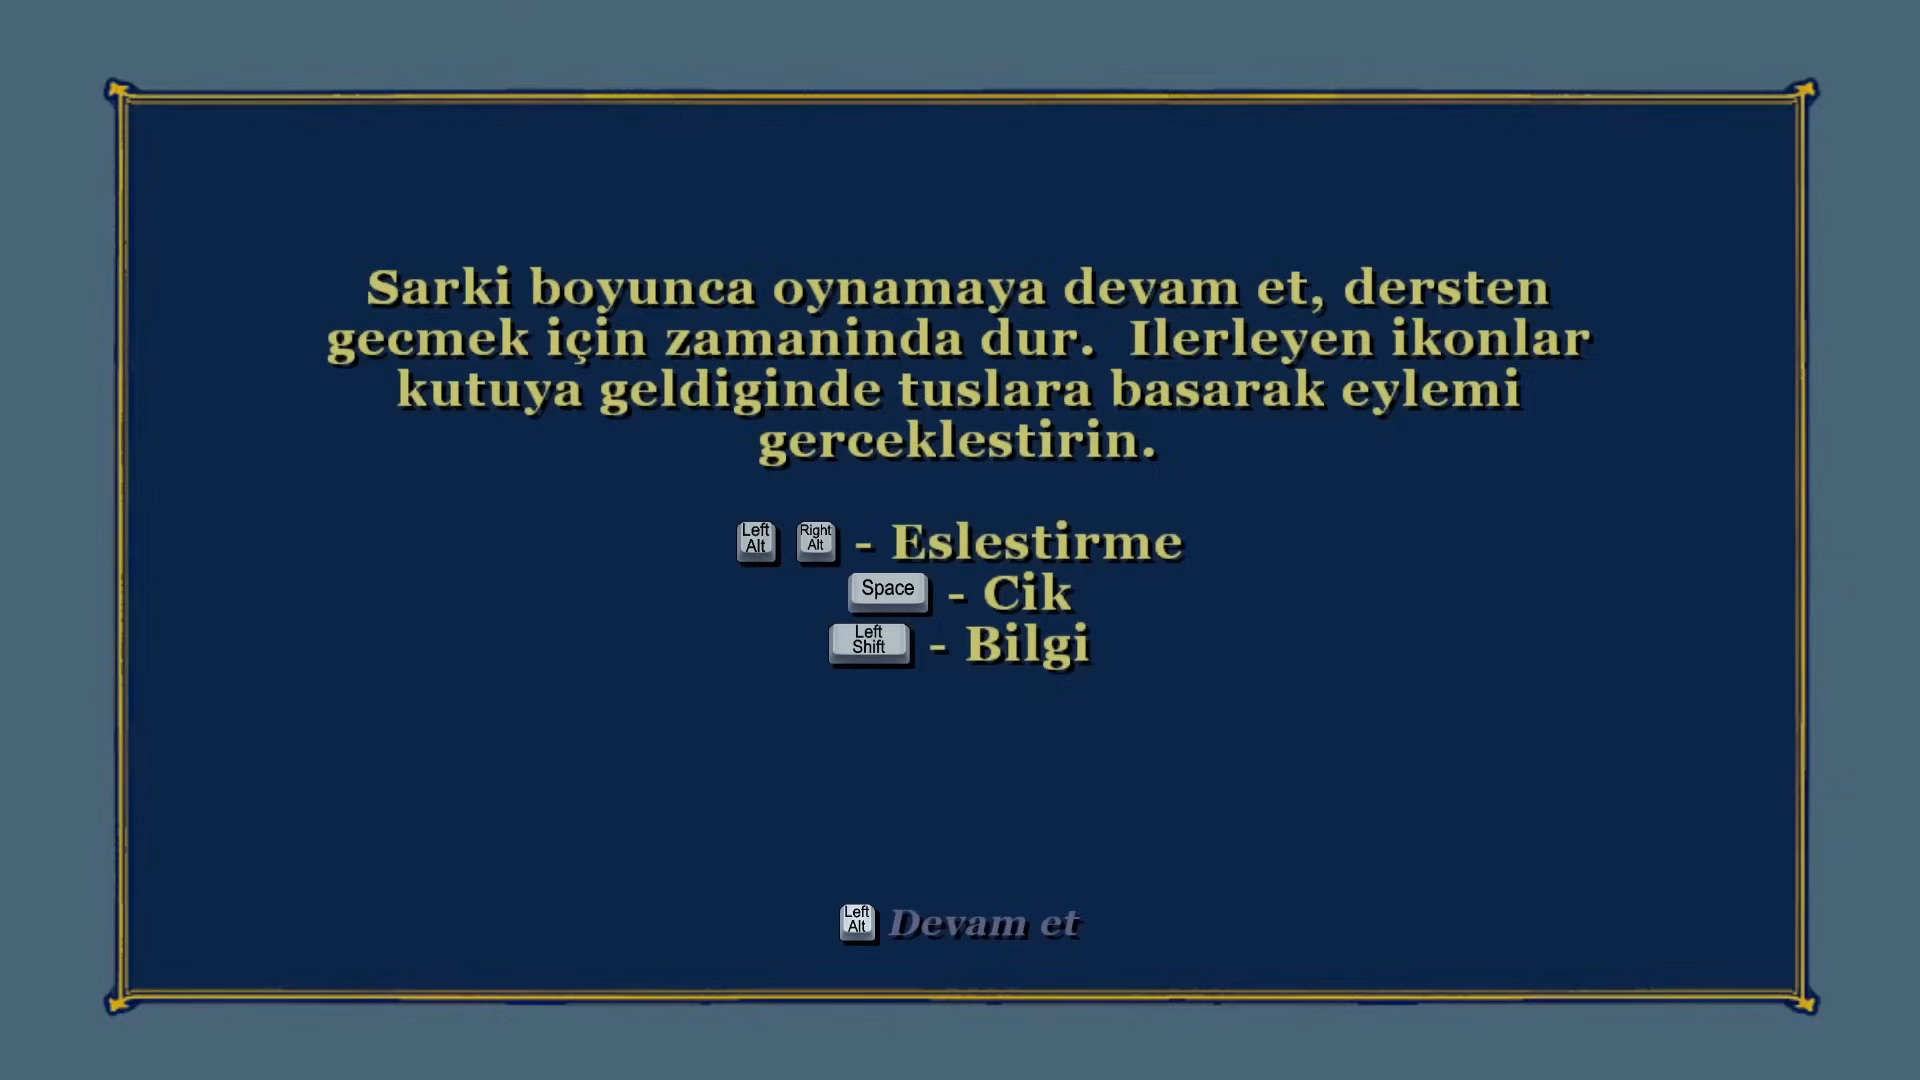 Sarki boyunca oynamaya devam et, dersten
gecmek için zamaninda dur.  Ilerleyen ikonlar
kutuya geldiginde tuslara basarak eylemi
gerceklestirin.
Left Alt Right Alt - Eslestirme
Space - Cik
Left Shift - Bilgi
Left Alt Devam et